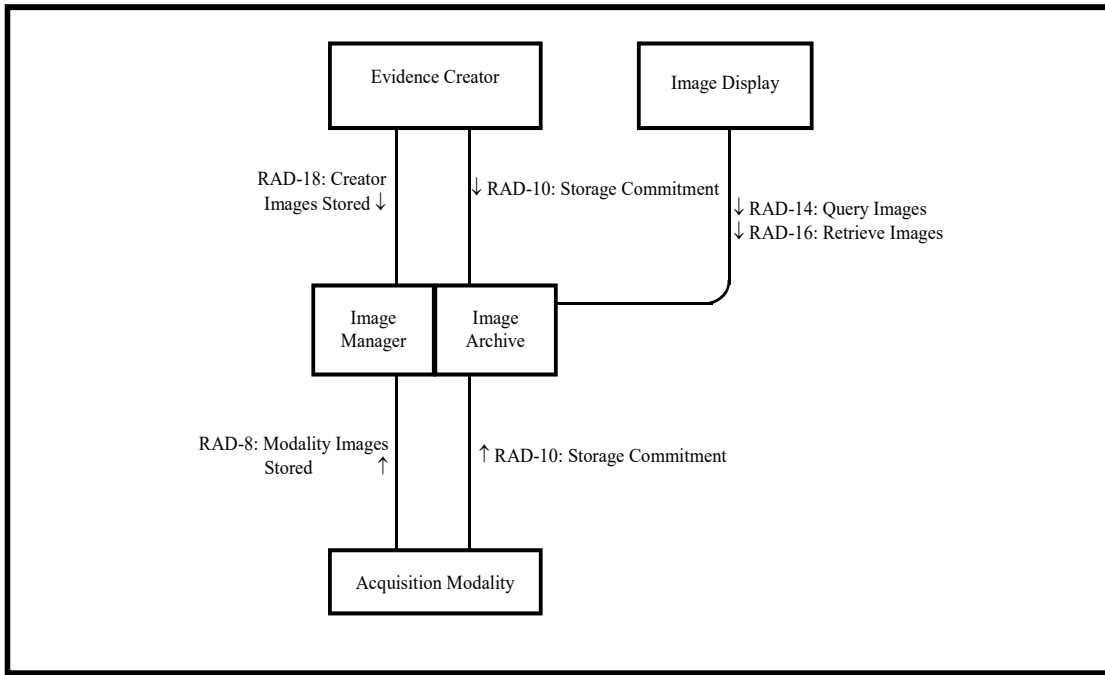 Evidence Creator
Image Display
RAD-18: Creator
Images Stored ↓
↓ RAD-10: Storage Commitment
↓ RAD-14: Query Images
↓ RAD-16: Retrieve Images
Image
Manager
Image
Archive
RAD-8: Modality Images
Stored ↑
↑ RAD-10: Storage Commitment
Acquisition Modality